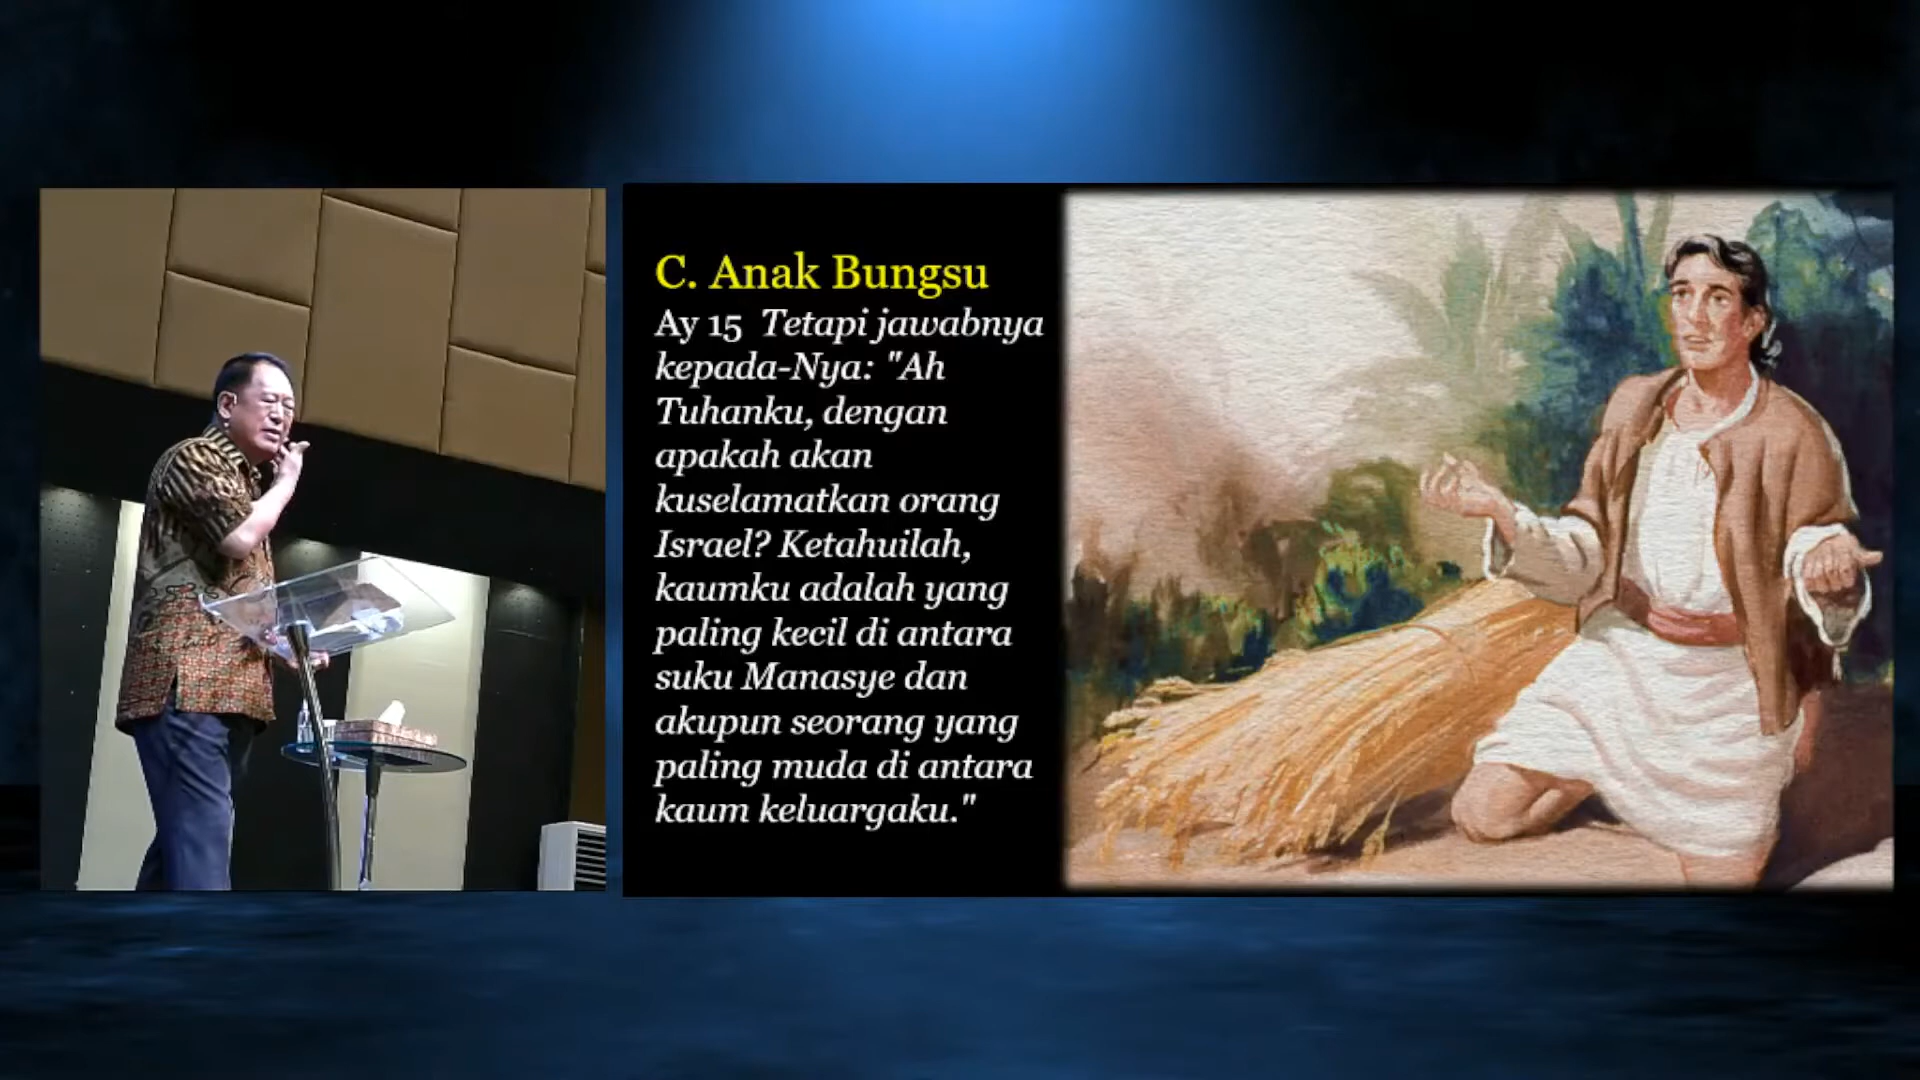 C. Anak Bungsu
Ay 15 Tetapi jawabnya
kepada-Nya: "Ah
Tuhanku, dengan
apakah akan
kuselamatkan orang
Israel? Ketahuilah,
kaumku adalah yang
paling kecil di antara
suku Manasye dan
akupun seorang yang
paling muda di antara
kaum keluargaku."